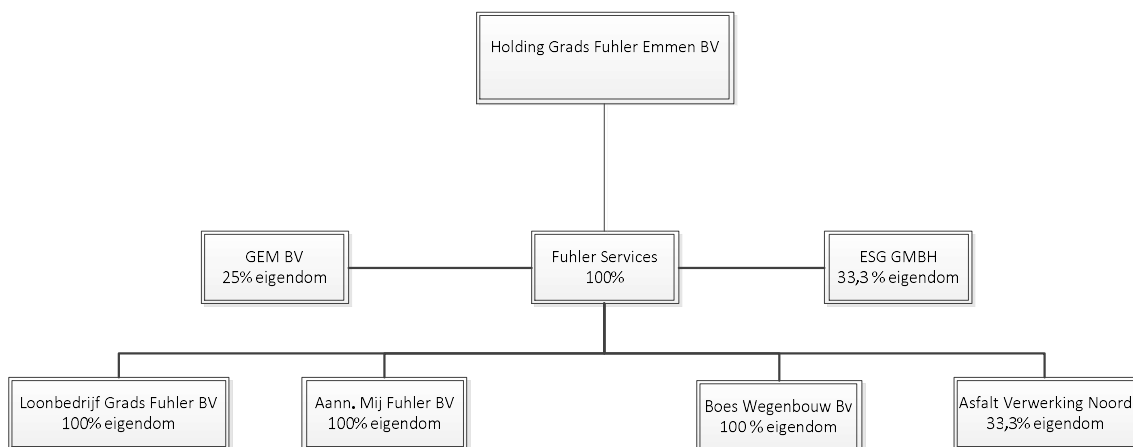 Holding Grads Fuhler Emmen BV
GEM BV
25% eigendom
Fuhler Services
100%
ESG GMBH
33,3 % eigendom
Loonbedrijf Grads Fuhler BV
100% eigendom
Aann. Mij Fuhler BV
100% eigendom
Boes Wegenbouw Bv
100 % eigendom
Asfalt Verwerking Noord
33,3% eigendom